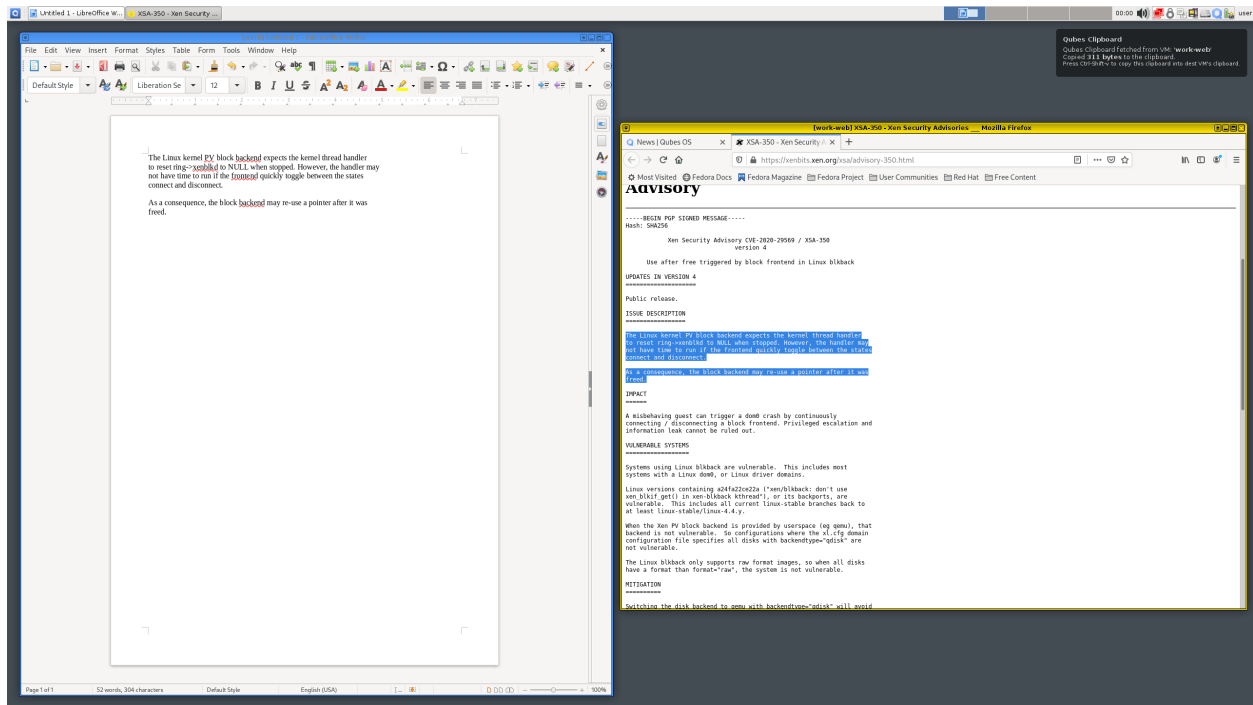 Untitled 1 - LibreOffice W...
XSA-350 - Xen Security ...
00:00
user
Qubes Clipboard
Qubes Clipboard fetched from VM: 'work-web'
Copied 311 bytes to the clipboard.
Press Ctrl-Shift-v to copy this clipboard into dest VM's clipboard.
File Edit View Insert Format Styles Table Form Tools Window Help
Default Style
Liberation Se
12
The Linux kernel PV block backend expects the kernel thread handler
to reset ring->xenblkd to NULL when stopped. However, the handler may
not have time to run if the frontend quickly toggle between the states
connect and disconnect.
As a consequence, the block backend may re-use a pointer after it was
freed.
Page 1 of 1
52 words, 304 characters
Default Style
English (USA)
100%
[work-web] XSA-350 - Xen Security Advisories __ Mozilla Firefox
News | Qubes OS
XSA-350 - Xen Security A
https://xenbits.xen.org/xsa/advisory-350.html
Most Visited Fedora Docs Fedora Magazine Fedora Project User Communities Red Hat Free Content
Advisory
-----BEGIN PGP SIGNED MESSAGE-----
Hash: SHA256
Xen Security Advisory CVE-2020-29569 / XSA-350
version 4
Use after free triggered by block frontend in Linux blkback
UPDATES IN VERSION 4
====================
Public release.
ISSUE DESCRIPTION
=================
The Linux kernel PV block backend expects the kernel thread handler
to reset ring->xenblkd to NULL when stopped. However, the handler may
not have time to run if the frontend quickly toggle between the states
connect and disconnect.
As a consequence, the block backend may re-use a pointer after it was
freed.
IMPACT
======
A misbehaving guest can trigger a dom0 crash by continuously
connecting / disconnecting a block frontend. Privileged escalation and
information leak cannot be ruled out.
VULNERABLE SYSTEMS
==================
Systems using Linux blkback are vulnerable. This includes most
systems with a Linux dom0, or Linux driver domains.
Linux versions containing a24fa22ce22a ("xen/blkback: don't use
xen_blkif_get() in xen-blkback kthread"), or its backports, are
vulnerable. This includes all current linux-stable branches back to
at least linux-stable/linux-4.4.y.
When the Xen PV block backend is provided by userspace (eg qemu), that
backend is not vulnerable. So configurations where the xl.cfg domain
configuration file specifies all disks with backendtype="qdisk" are
not vulnerable.
The Linux blkback only supports raw format images, so when all disks
have a format than format="raw", the system is not vulnerable.
MITIGATION
==========
Switching the disk backend to qemu with backendtype="qdisk" will avoid